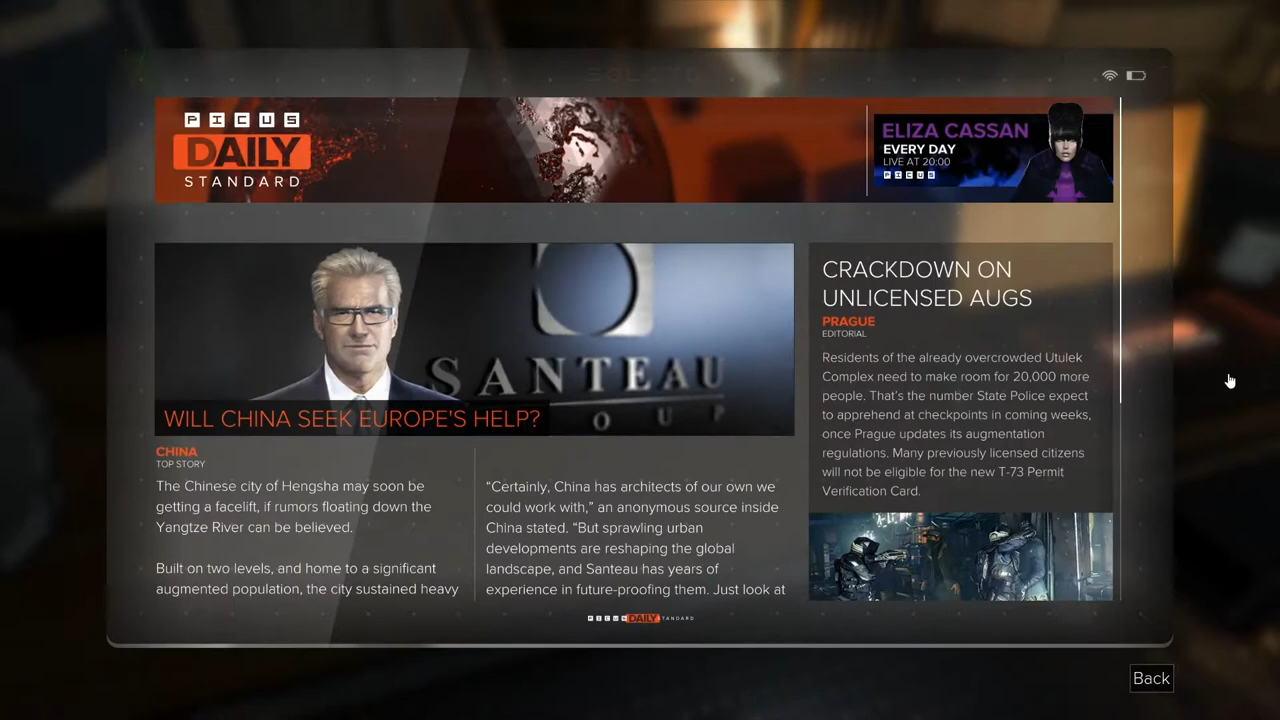 PICUS
DAILY
STANDARD
ELIZA CASSAN
EVERY DAY
LIVE AT 20:00
PICUS
SANTEAU
O U P
WILL CHINA SEEK EUROPE'S HELP?
CHINA
TOP STORY
The Chinese city of Hengsha may soon be
getting a facelift, if rumors floating down the
Yangtze River can be believed.
Built on two levels, and home to a significant
augmented population, the city sustained heavy
“Certainly, China has architects of our own we
could work with,” an anonymous source inside
China stated. “But sprawling urban
developments are reshaping the global
landscape, and Santeau has years of
experience in future-proofing them. Just look at
CRACKDOWN ON
UNLICENSED AUGS
PRAGUE
EDITORIAL
Residents of the already overcrowded Utulek
Complex need to make room for 20,000 more
people. That's the number State Police expect
to apprehend at checkpoints in coming weeks,
once Prague updates its augmentation
regulations. Many previously licensed citizens
will not be eligible for the new T-73 Permit
Verification Card.
PICUS DAILY STANDARD
Back